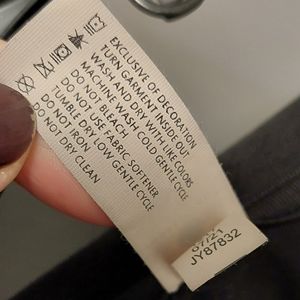 EXCLUSIVE OF DECORATION
TURN GARMENT INSIDE OUT
WASH AND DRY WITH LIKE COLORS
MACHINE WASH COLD GENTLE CYCLE
DO NOT BLEACH
DO NOT USE FABRIC SOFTENER
TUMBLE DRY LOW GENTLE CYCLE
DO NOT IRON
DO NOT DRY CLEAN
07/21
JY87832